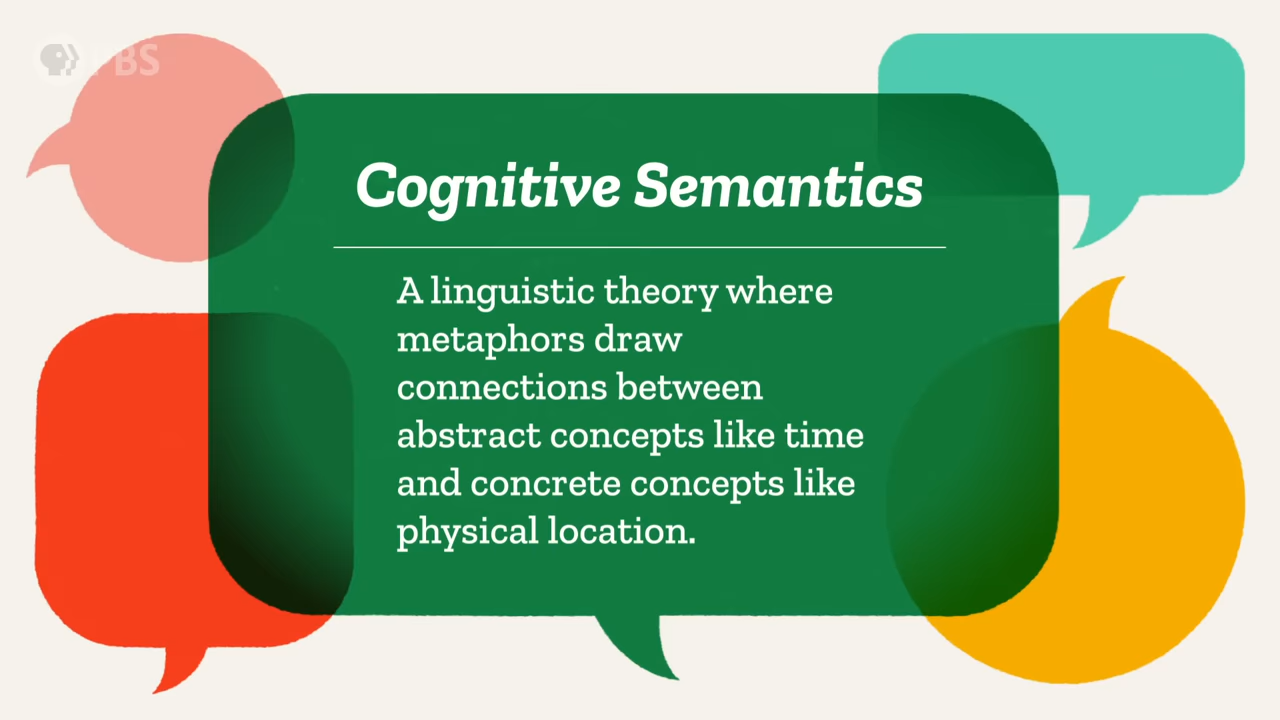 PBS
Cognitive Semantics
A linguistic theory where
metaphors draw
connections between
abstract concepts like time
and concrete concepts like
physical location.